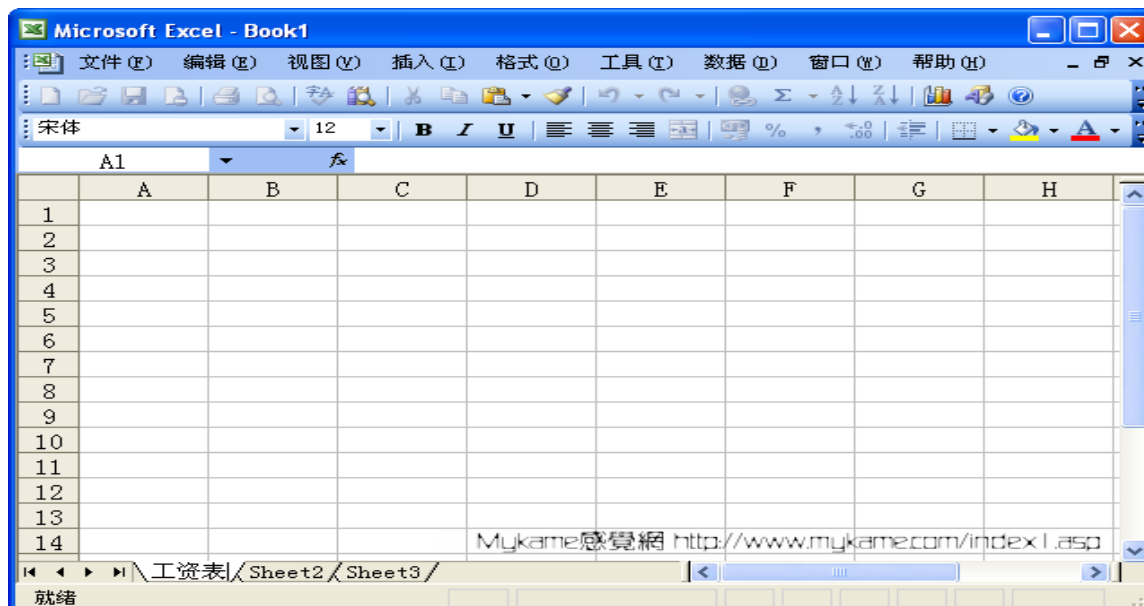 Microsoft Excel - Book1
文件(F) 编辑(E) 视图(V) 插入(I) 格式(O) 工具(T) 数据(D) 窗口(W) 帮助(H)
宋体 12 B I U
A1 fx
A B C D E F G H
1
2
3
4
5
6
7
8
9
10
11
12
13
14
Mykame感覺網 http://www.mykame.com/index1.asp
工资表 Sheet2 Sheet3
就绪